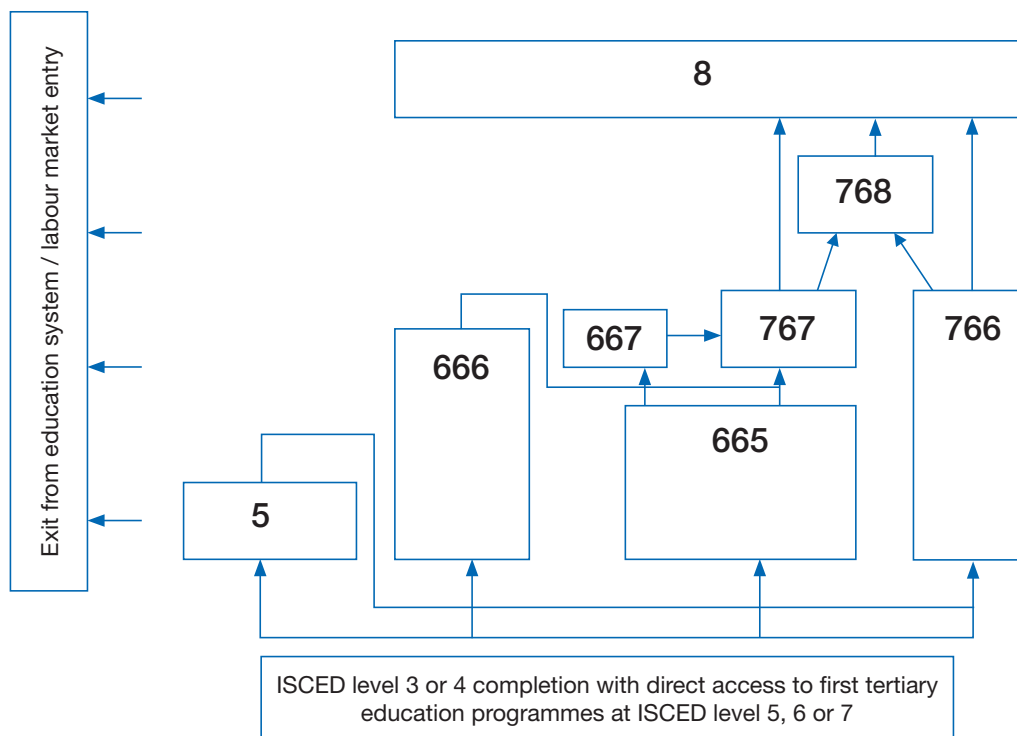 Exit from education system / labour market entry
8
768
667
767
766
666
665
5
ISCED level 3 or 4 completion with direct access to first tertiary
education programmes at ISCED level 5, 6 or 7